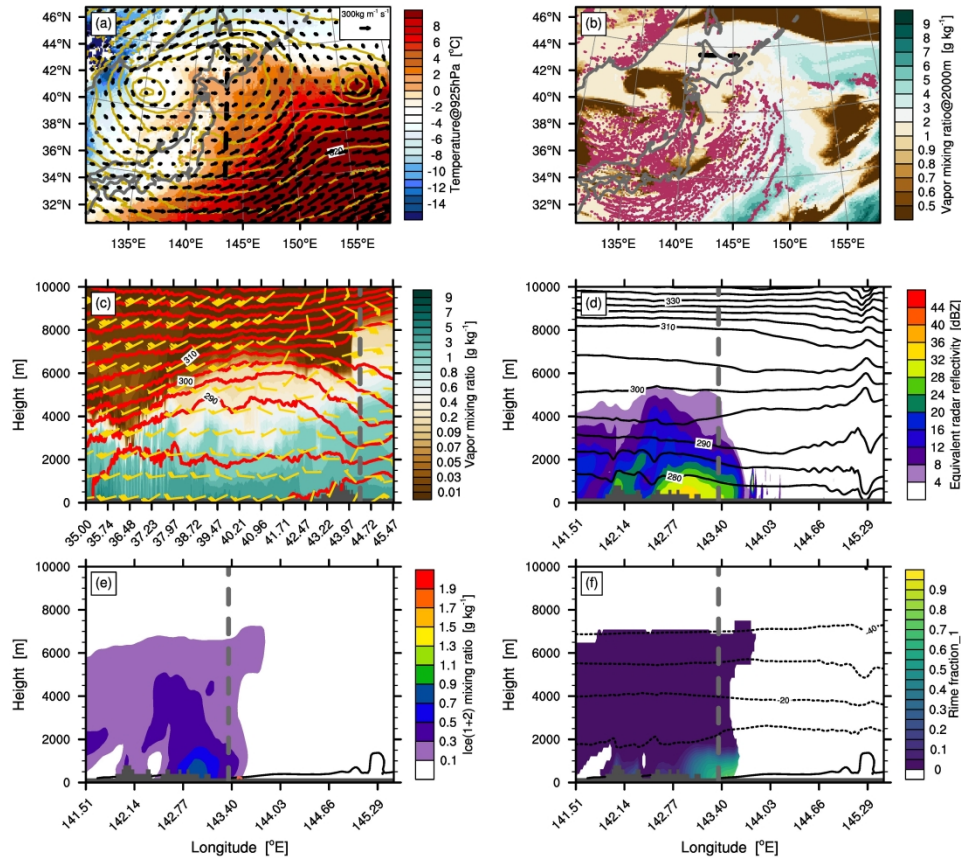 (a)
300kg m⁻¹ s⁻¹
46°N
44°N
42°N
40°N
38°N
36°N
34°N
32°N
135°E 140°E 145°E 150°E 155°E
320
8
6
4
2
0
-2
-4
-6
-8
-10
-12
-14
Temperature@925hPa [°C]
(b)
46°N
44°N
42°N
40°N
38°N
36°N
34°N
32°N
135°E 140°E 145°E 150°E 155°E
9
8
7
6
5
4
3
2
1
0.9
0.8
0.7
0.6
0.5
Vapor mixing ratio@2000m [g kg⁻¹]
(c)
Height [m]
10000
8000
6000
4000
2000
0
310
300
290
35.00 35.74 36.48 37.23 37.97 38.72 39.47 40.21 40.96 41.71 42.47 43.22 43.97 44.72 45.47
9
7
5
3
1
0.8
0.6
0.4
0.2
0.09
0.07
0.05
0.03
0.01
Vapor mixing ratio [g kg⁻¹]
(d)
Height [m]
10000
8000
6000
4000
2000
0
330
310
300
290
280
141.51 142.14 142.77 143.40 144.03 144.66 145.29
44
40
36
32
28
24
20
16
12
8
4
Equivalent radar reflectivity [dBZ]
(e)
Height [m]
10000
8000
6000
4000
2000
0
141.51 142.14 142.77 143.40 144.03 144.66 145.29
Longitude [°E]
1.9
1.7
1.5
1.3
1.1
0.9
0.7
0.5
0.3
0.1
Ice(1+2) mixing ratio [g kg⁻¹]
(f)
Height [m]
10000
8000
6000
4000
2000
0
-40
-20
141.51 142.14 142.77 143.40 144.03 144.66 145.29
Longitude [°E]
0.9
0.8
0.7
0.6
0.5
0.4
0.3
0.2
0.1
0
Rime fraction_1